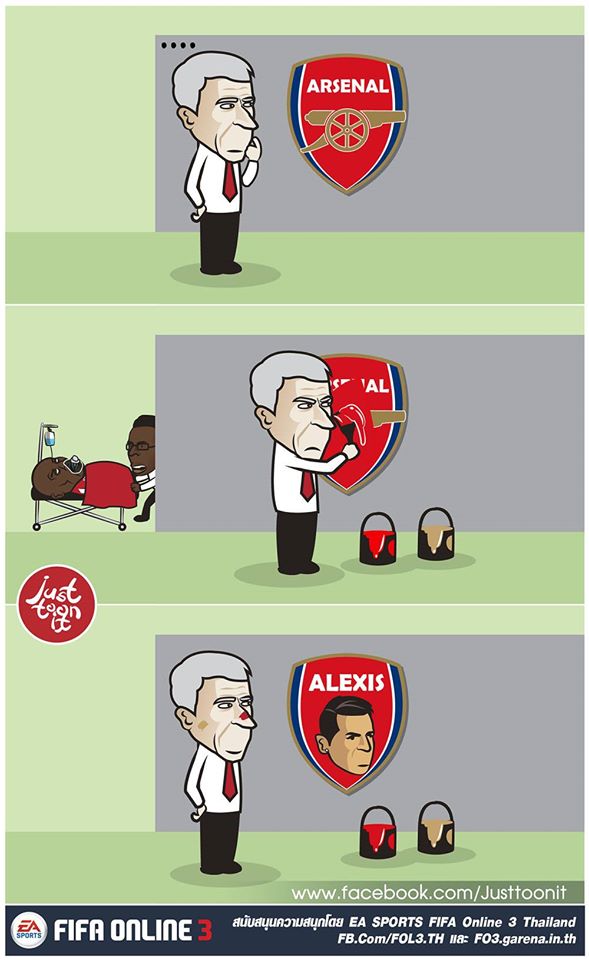 ARSENAL
S NAL
just
toon
it
ALEXIS
www.facebook.com/Justtoonit
EA
SPORTS
FIFA ONLINE 3
สนับสนุนความสนุกโดย EA SPORTS FIFA Online 3 Thailand
FB.Com/FOL3.TH และ FO3.garena.in.th